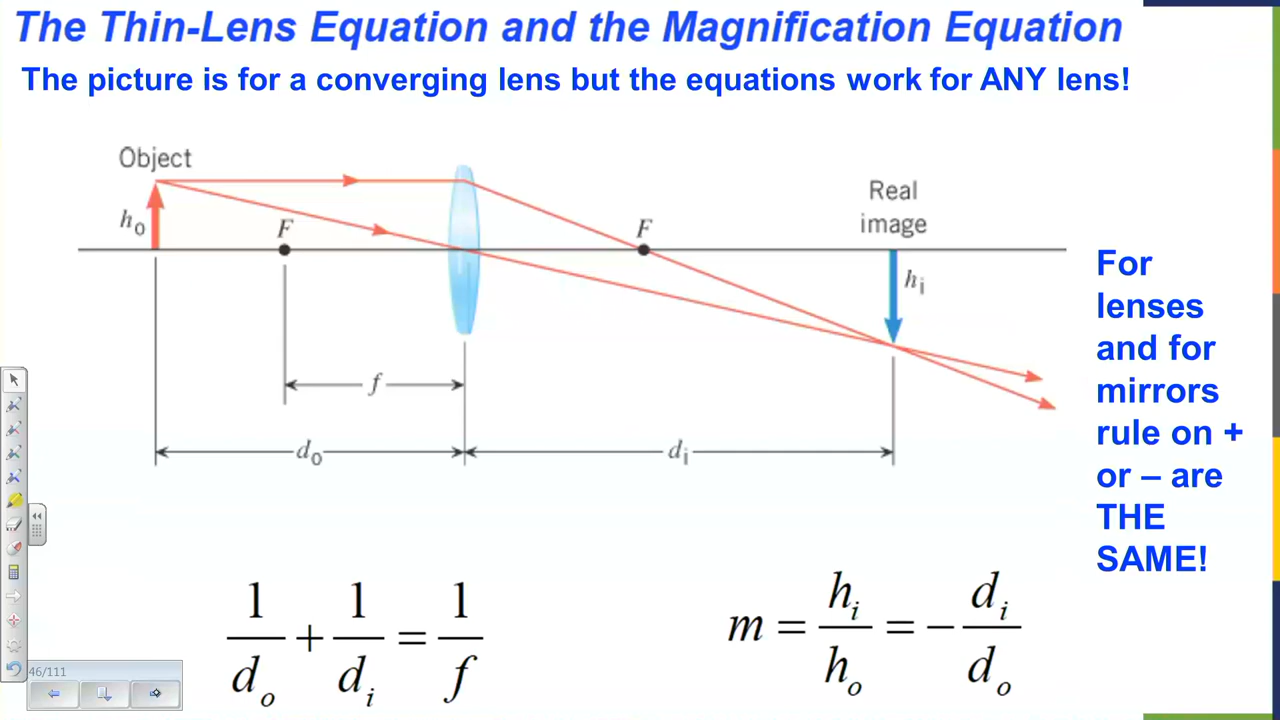 The Thin-Lens Equation and the Magnification Equation
The picture is for a converging lens but the equations work for ANY lens!
Object
Real
image
hₒ
F
F
hᵢ
f
dₒ
dᵢ
For
lenses
and for
mirrors
rule on +
or – are
THE
SAME!
1/dₒ + 1/dᵢ = 1/f
m = hᵢ/hₒ = – dᵢ/dₒ
46/111